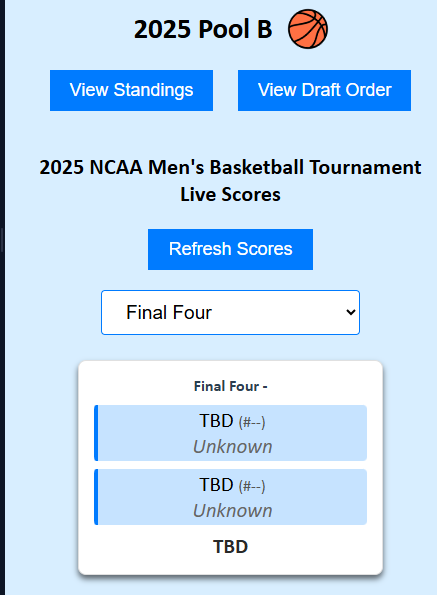 2025 Pool B
View Standings
View Draft Order
2025 NCAA Men's Basketball Tournament
Live Scores
Refresh Scores
Final Four
Final Four -
TBD (#--)
Unknown
TBD (#--)
Unknown
TBD